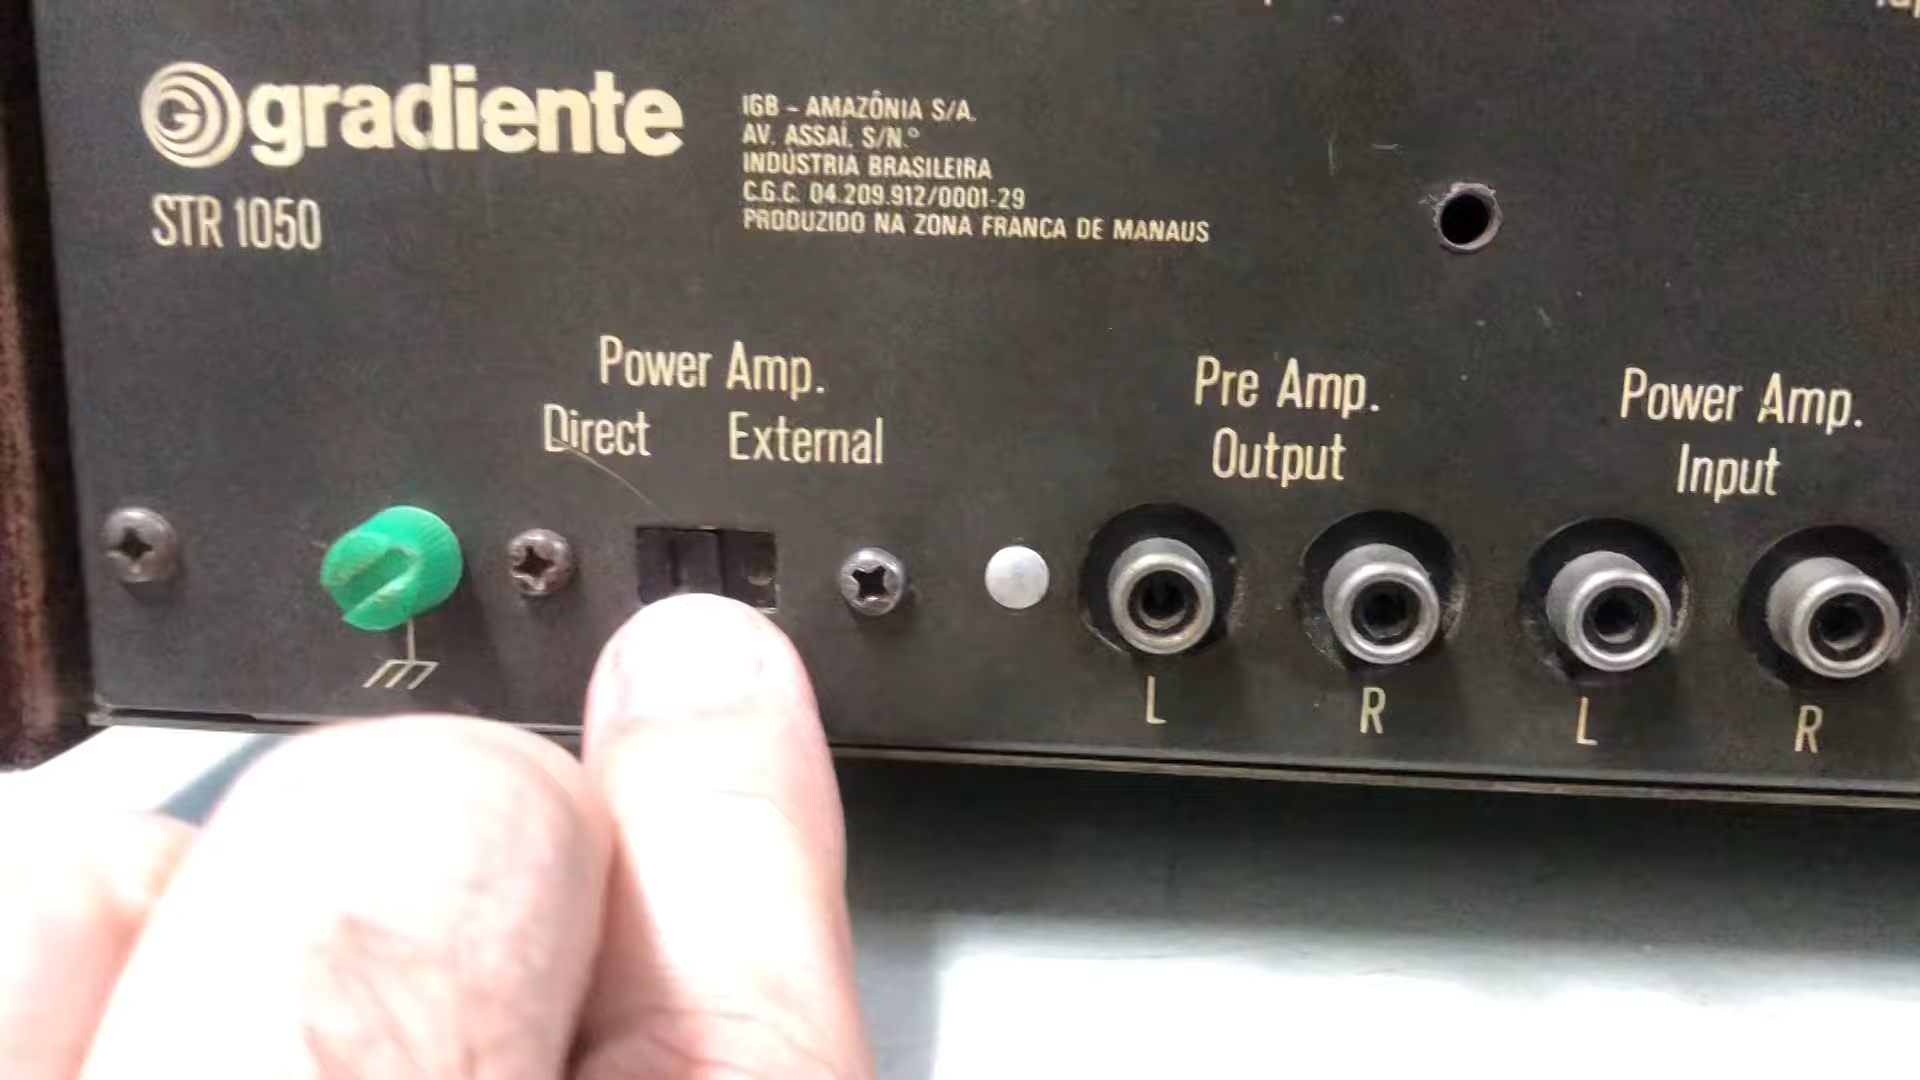 gradiente
STR 1050
IGB - AMAZÔNIA S/A.
AV. ASSAÍ, S/N.º
INDÚSTRIA BRASILEIRA
C.G.C. 04.209.912/0001-29
PRODUZIDO NA ZONA FRANCA DE MANAUS
Power Amp.
Direct External
Pre Amp.
Output
Power Amp.
Input
L R L R